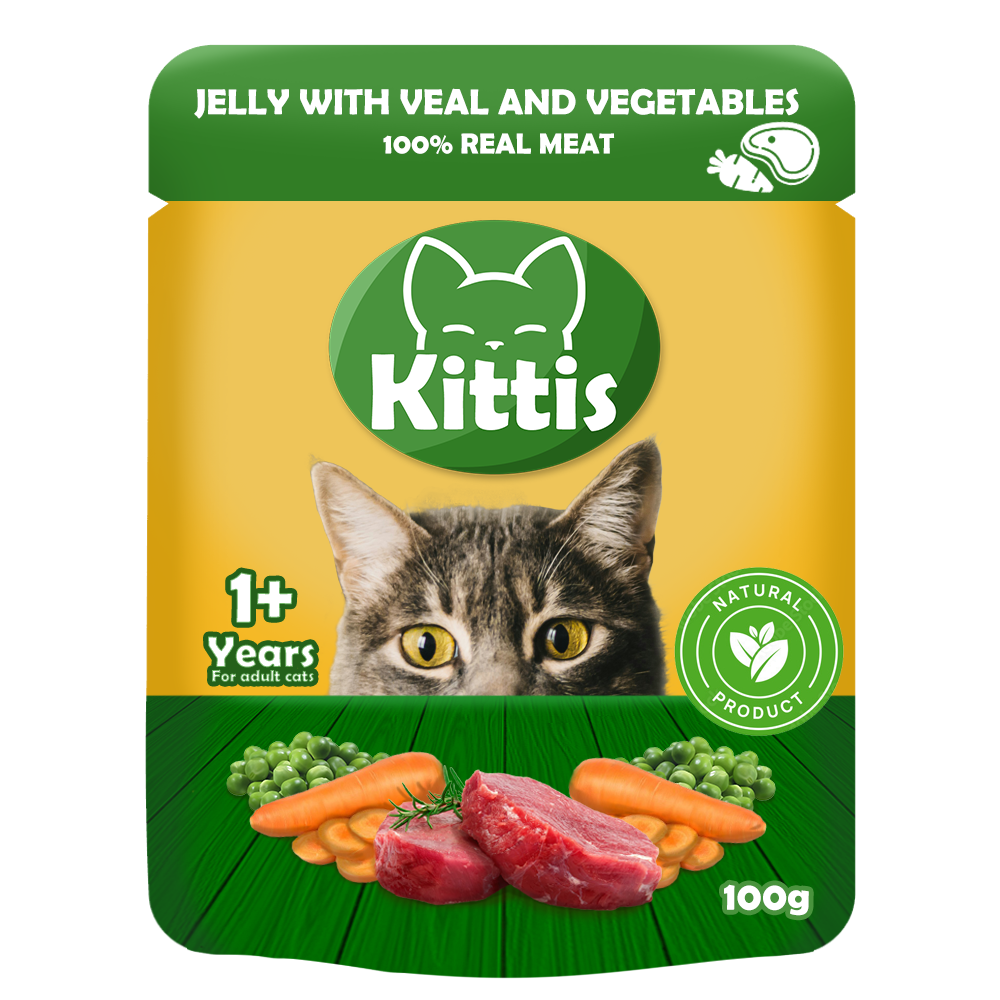 JELLY WITH VEAL AND VEGETABLES
100% REAL MEAT
Kittis
1+
Years
For adult cats
NATURAL
PRODUCT
100g